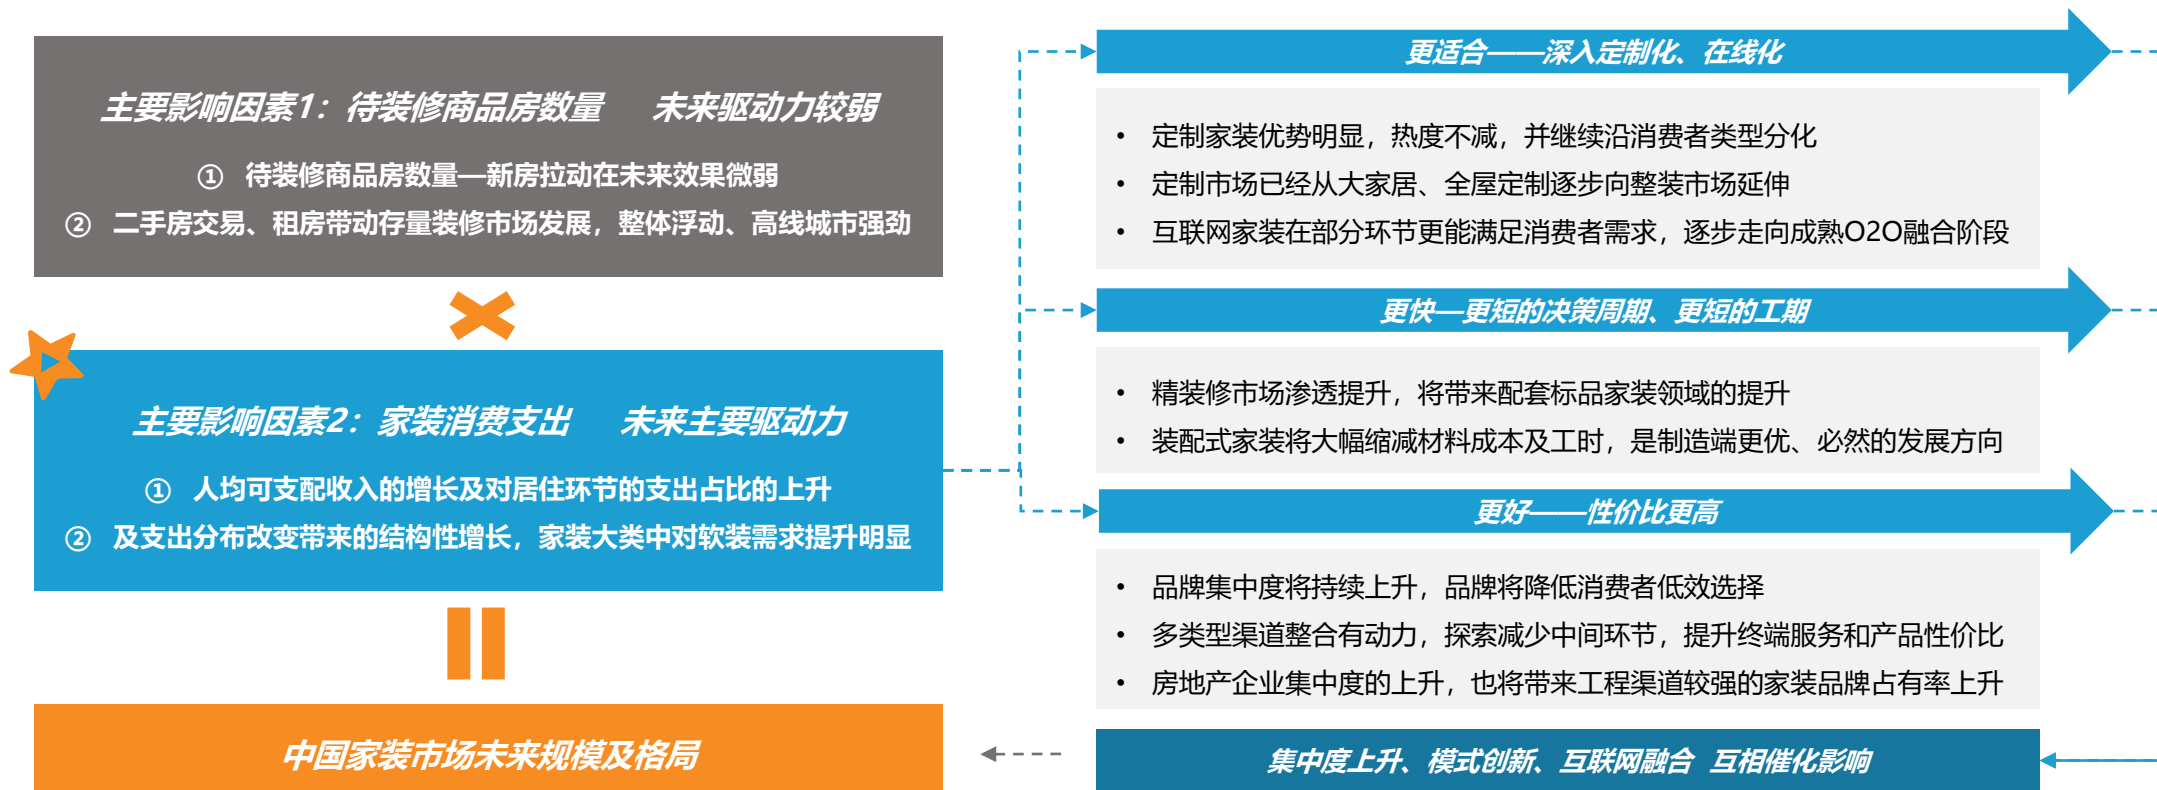 主要影响因素1：待装修商品房数量 未来驱动力较弱
① 待装修商品房数量—新房拉动在未来效果微弱
② 二手房交易、租房带动存量装修市场发展，整体浮动、高线城市强劲
主要影响因素2：家装消费支出 未来主要驱动力
① 人均可支配收入的增长及对居住环节的支出占比的上升
② 及支出分布改变带来的结构性增长，家装大类中对软装需求提升明显
中国家装市场未来规模及格局
更适合——深入定制化、在线化
• 定制家装优势明显，热度不减，并继续沿消费者类型分化
• 定制市场已经从大家居、全屋定制逐步向整装市场延伸
• 互联网家装在部分环节更能满足消费者需求，逐步走向成熟O2O融合阶段
更快—更短的决策周期、更短的工期
• 精装修市场渗透提升，将带来配套标品家装领域的提升
• 装配式家装将大幅缩减材料成本及工时，是制造端更优、必然的发展方向
更好——性价比更高
• 品牌集中度将持续上升，品牌将降低消费者低效选择
• 多类型渠道整合有动力，探索减少中间环节，提升终端服务和产品性价比
• 房地产企业集中度的上升，也将带来工程渠道较强的家装品牌占有率上升
集中度上升、模式创新、互联网融合 互相催化影响